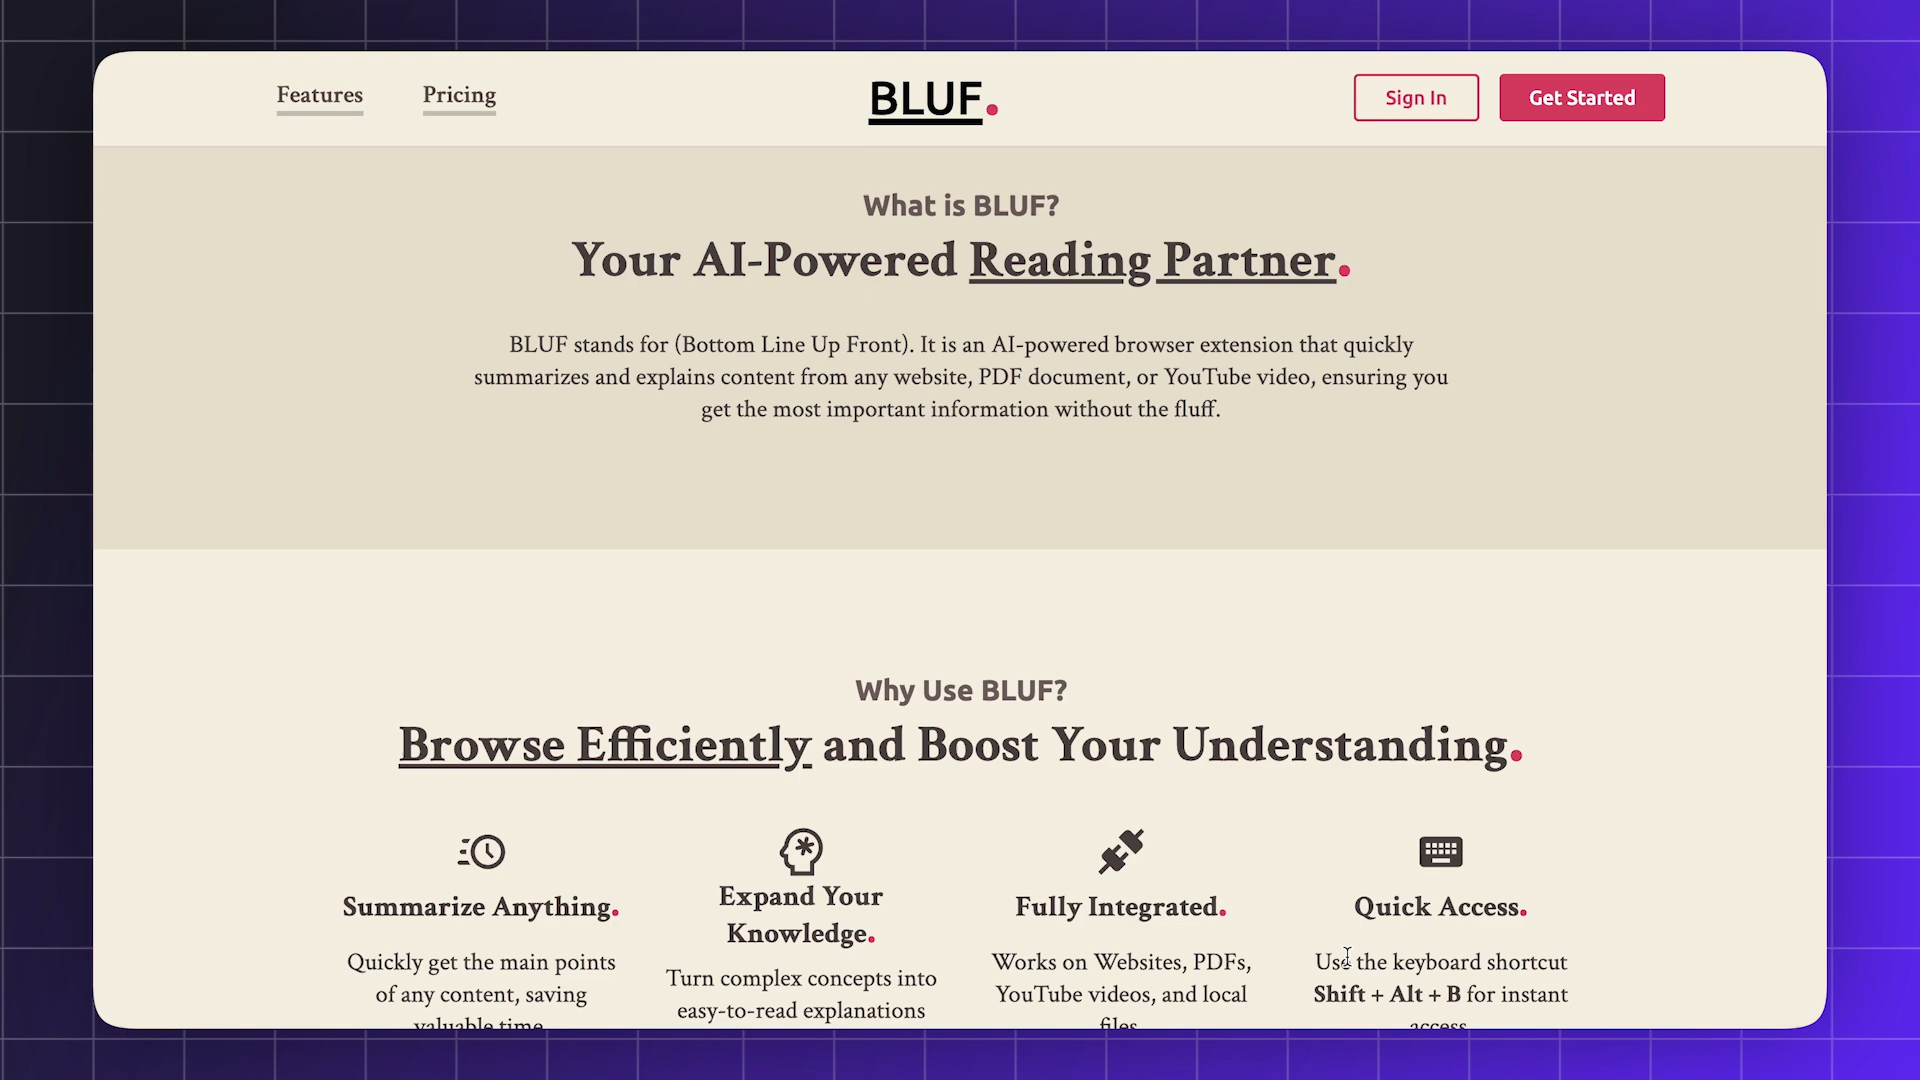 Features
Pricing
BLUF.
Sign In
Get Started
What is BLUF?
Your AI-Powered Reading Partner.
BLUF stands for (Bottom Line Up Front). It is an AI-powered browser extension that quickly
summarizes and explains content from any website, PDF document, or YouTube video, ensuring you
get the most important information without the fluff.
Why Use BLUF?
Browse Efficiently and Boost Your Understanding.
Summarize Anything.
Quickly get the main points
of any content, saving
valuable time
Expand Your
Knowledge.
Turn complex concepts into
easy-to-read explanations
Fully Integrated.
Works on Websites, PDFs,
YouTube videos, and local
files
Quick Access.
Use the keyboard shortcut
Shift + Alt + B for instant
access